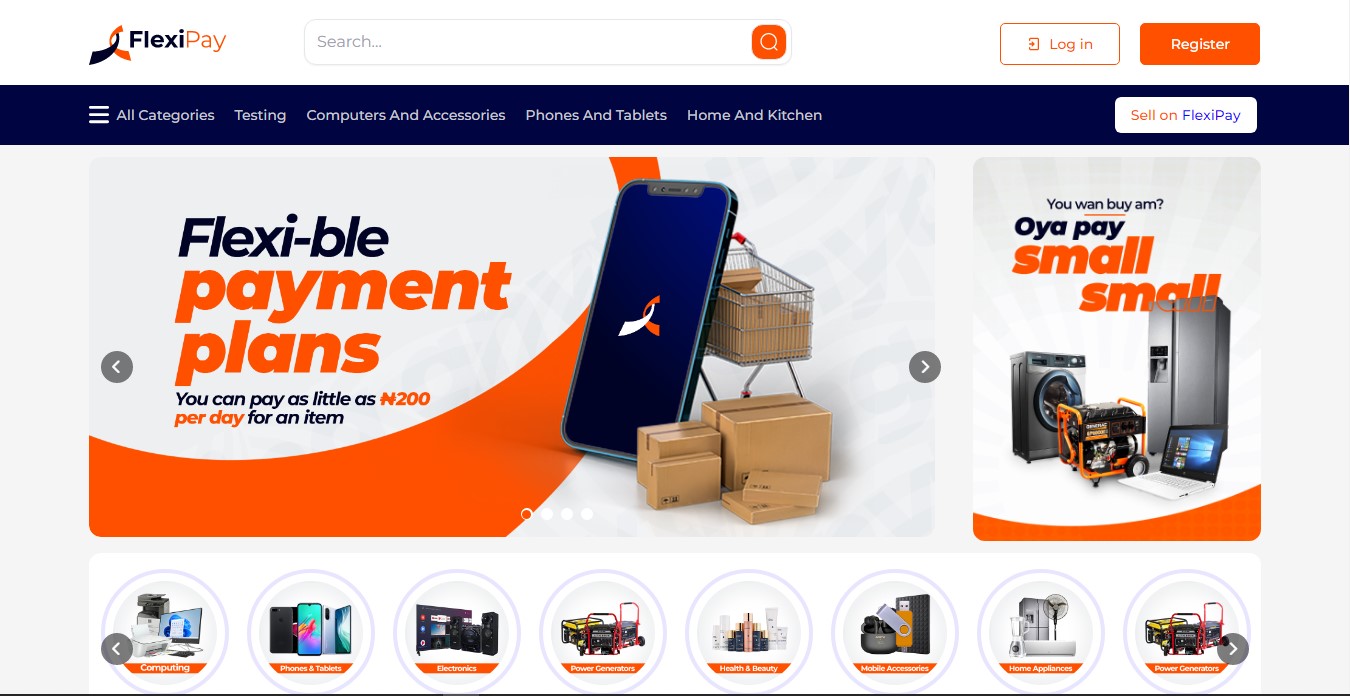 FlexiPay
Search...
Log in
Register
All Categories
Testing
Computers And Accessories
Phones And Tablets
Home And Kitchen
Sell on FlexiPay
Flexi-ble
payment
plans
You can pay as little as ₦200
per day for an item
You wan buy am?
Oya pay
small
small
Computing
Phones & Tablets
Electronics
Power Generators
Health & Beauty
Mobile Accessories
Home Appliances
Power Generators